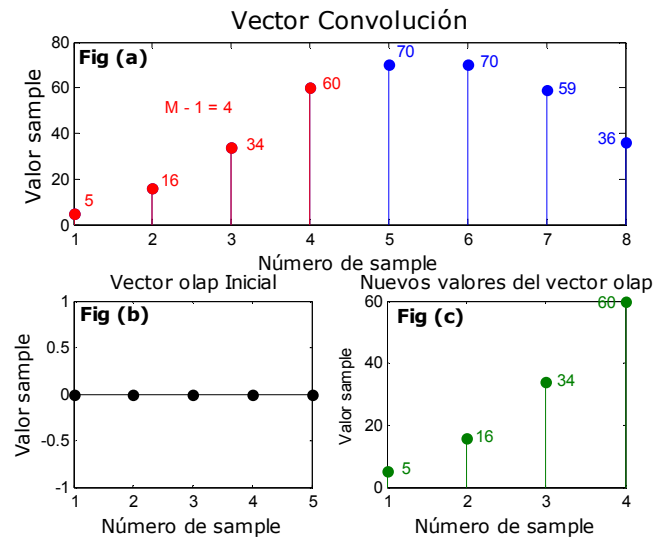 Vector Convolución
Fig (a)
80
60
40
20
0
Valor sample
M - 1 = 4
5
16
34
60
70
70
59
36
1 2 3 4 5 6 7 8
Número de sample
Vector olap Inicial
Fig (b)
1
0.5
0
-0.5
-1
Valor sample
1 2 3 4 5
Número de sample
Nuevos valores del vector olap
Fig (c)
60
40
20
0
Valor sample
5
16
34
60
1 2 3 4
Número de sample